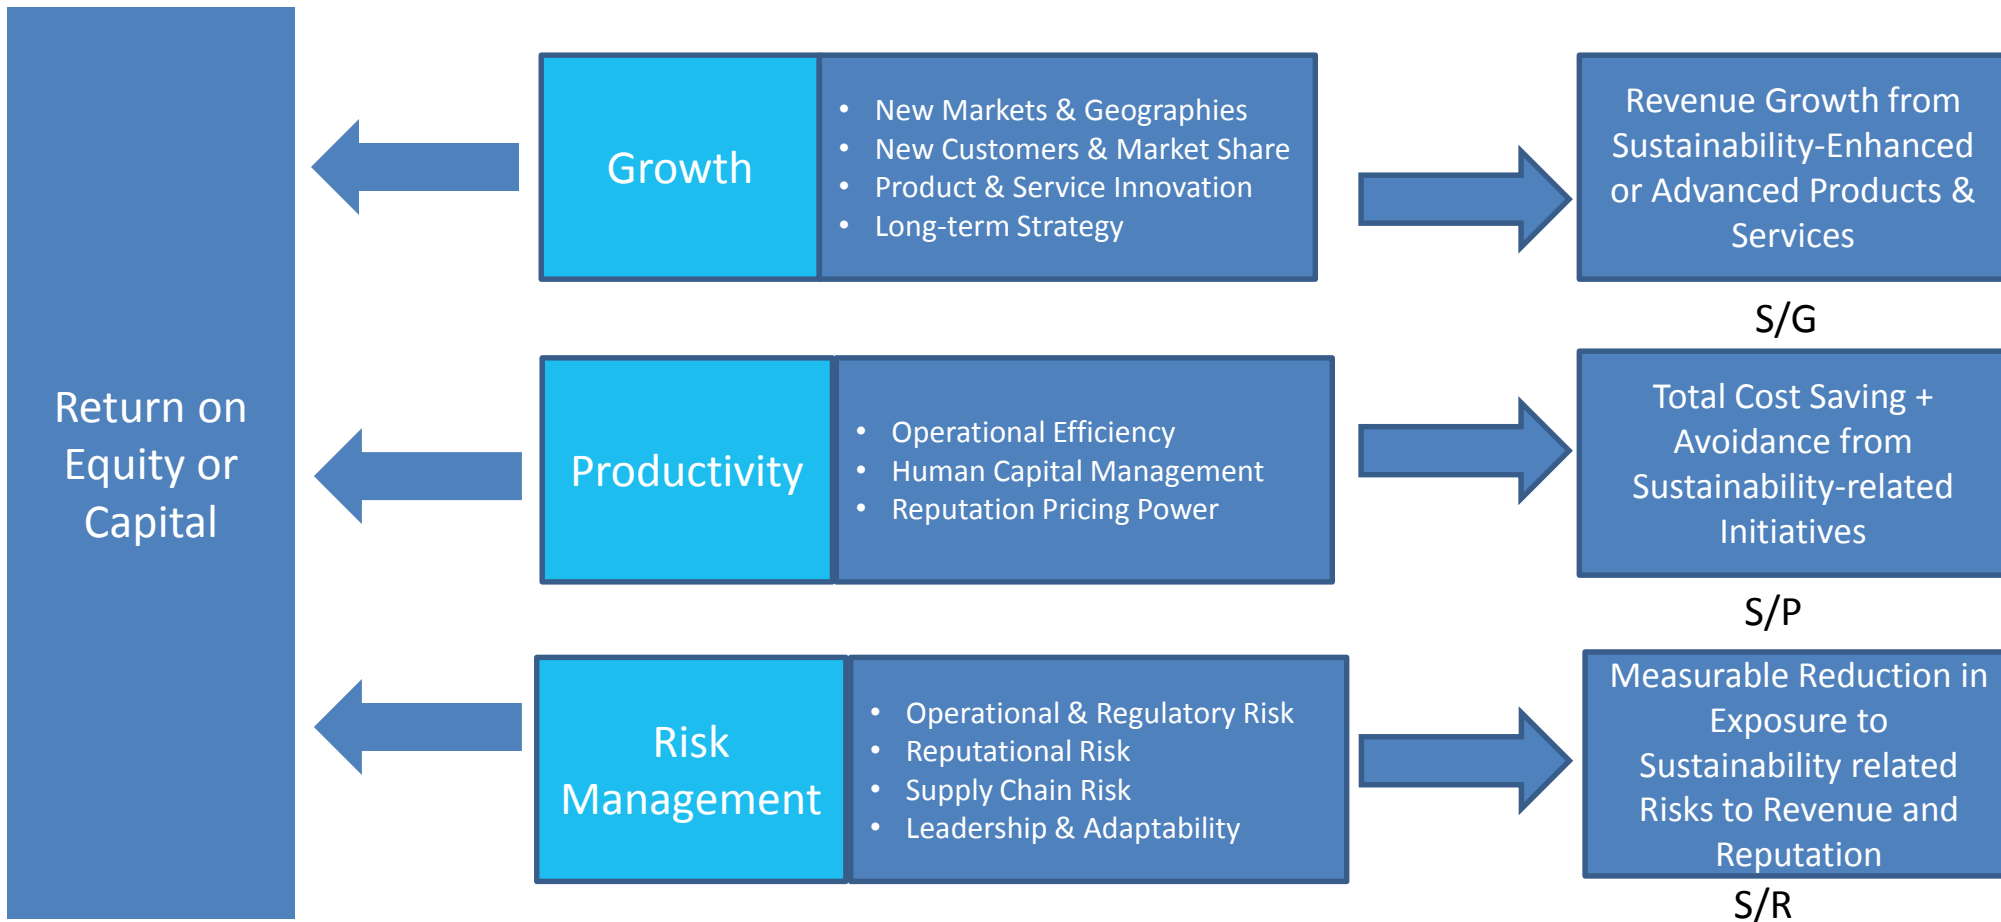 Return on
Equity or
Capital
Growth
• New Markets & Geographies
• New Customers & Market Share
• Product & Service Innovation
• Long-term Strategy
Revenue Growth from
Sustainability-Enhanced
or Advanced Products &
Services
S/G
Productivity
• Operational Efficiency
• Human Capital Management
• Reputation Pricing Power
Total Cost Saving +
Avoidance from
Sustainability-related
Initiatives
S/P
Risk
Management
• Operational & Regulatory Risk
• Reputational Risk
• Supply Chain Risk
• Leadership & Adaptability
Measurable Reduction in
Exposure to
Sustainability related
Risks to Revenue and
Reputation
S/R